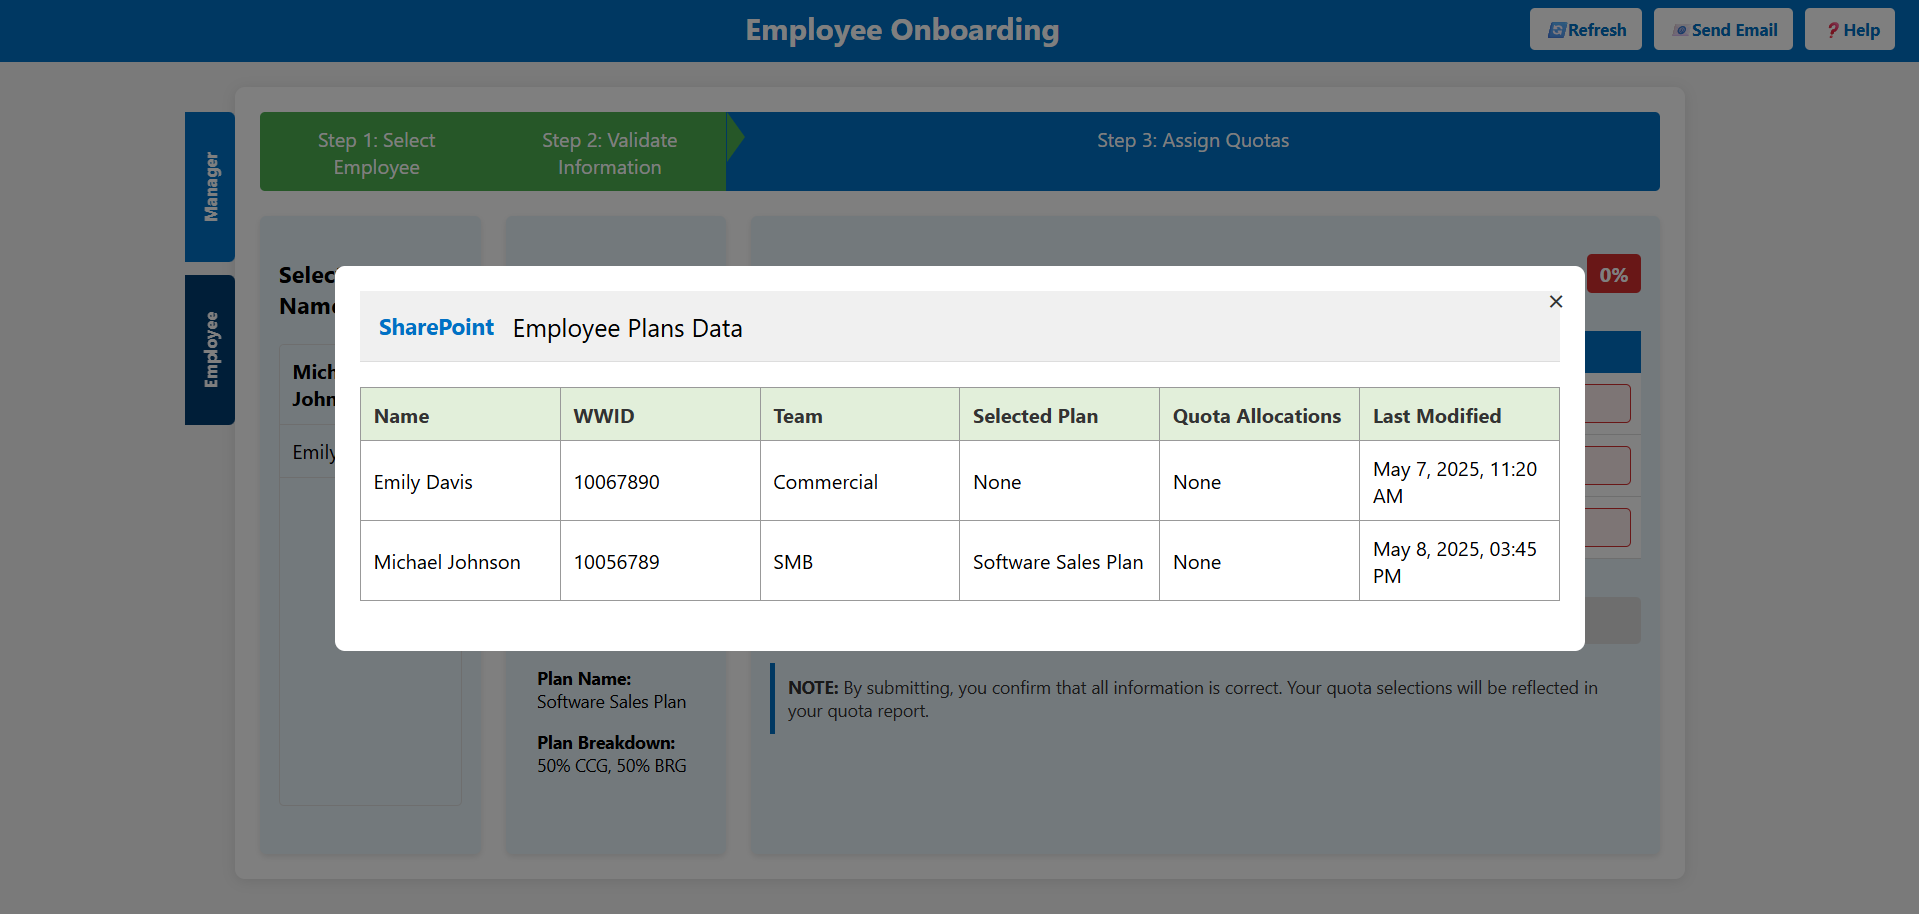 Employee Onboarding
Refresh
Send Email
Help
Manager
Employee
Step 1: Select
Employee
Step 2: Validate
Information
Step 3: Assign Quotas
0%
SharePoint Employee Plans Data
×
Name WWID Team Selected Plan Quota Allocations Last Modified
Emily Davis 10067890 Commercial None None May 7, 2025, 11:20
AM
Michael Johnson 10056789 SMB Software Sales Plan None May 8, 2025, 03:45
PM
Emily
Plan Name:
Software Sales Plan
Plan Breakdown:
50% CCG, 50% BRG
NOTE: By submitting, you confirm that all information is correct. Your quota selections will be reflected in
your quota report.